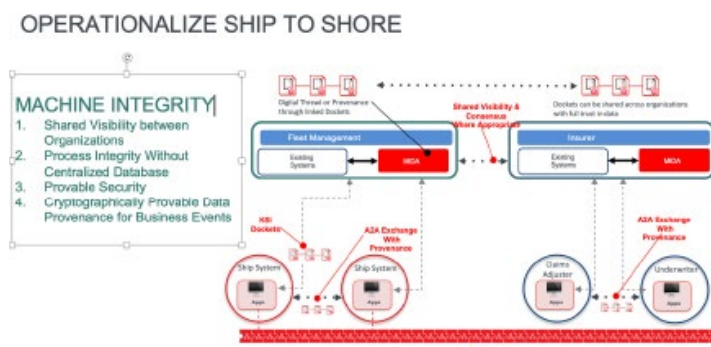 OPERATIONALIZE SHIP TO SHORE
MACHINE INTEGRITY
1. Shared Visibility between
Organizations
2. Process Integrity Without
Centralized Database
3. Provable Security
4. Cryptographically Provable Data
Provenance for Business Events
Digital Thread or Provenance
through linked Dockets
Shared Visibility &
Consensus
Where Appropriate
Dockets can be shared across organizations
with full trust in data
Fleet Management
Existing
Systems
MIDA
Insurer
Existing
Systems
MIDA
KSI
Dockets
A2A Exchange
With
Provenance
A2A Exchange
With
Provenance
Ship System
Apps
Ship System
Apps
Claims
Adjuster
Apps
Underwriter
Apps